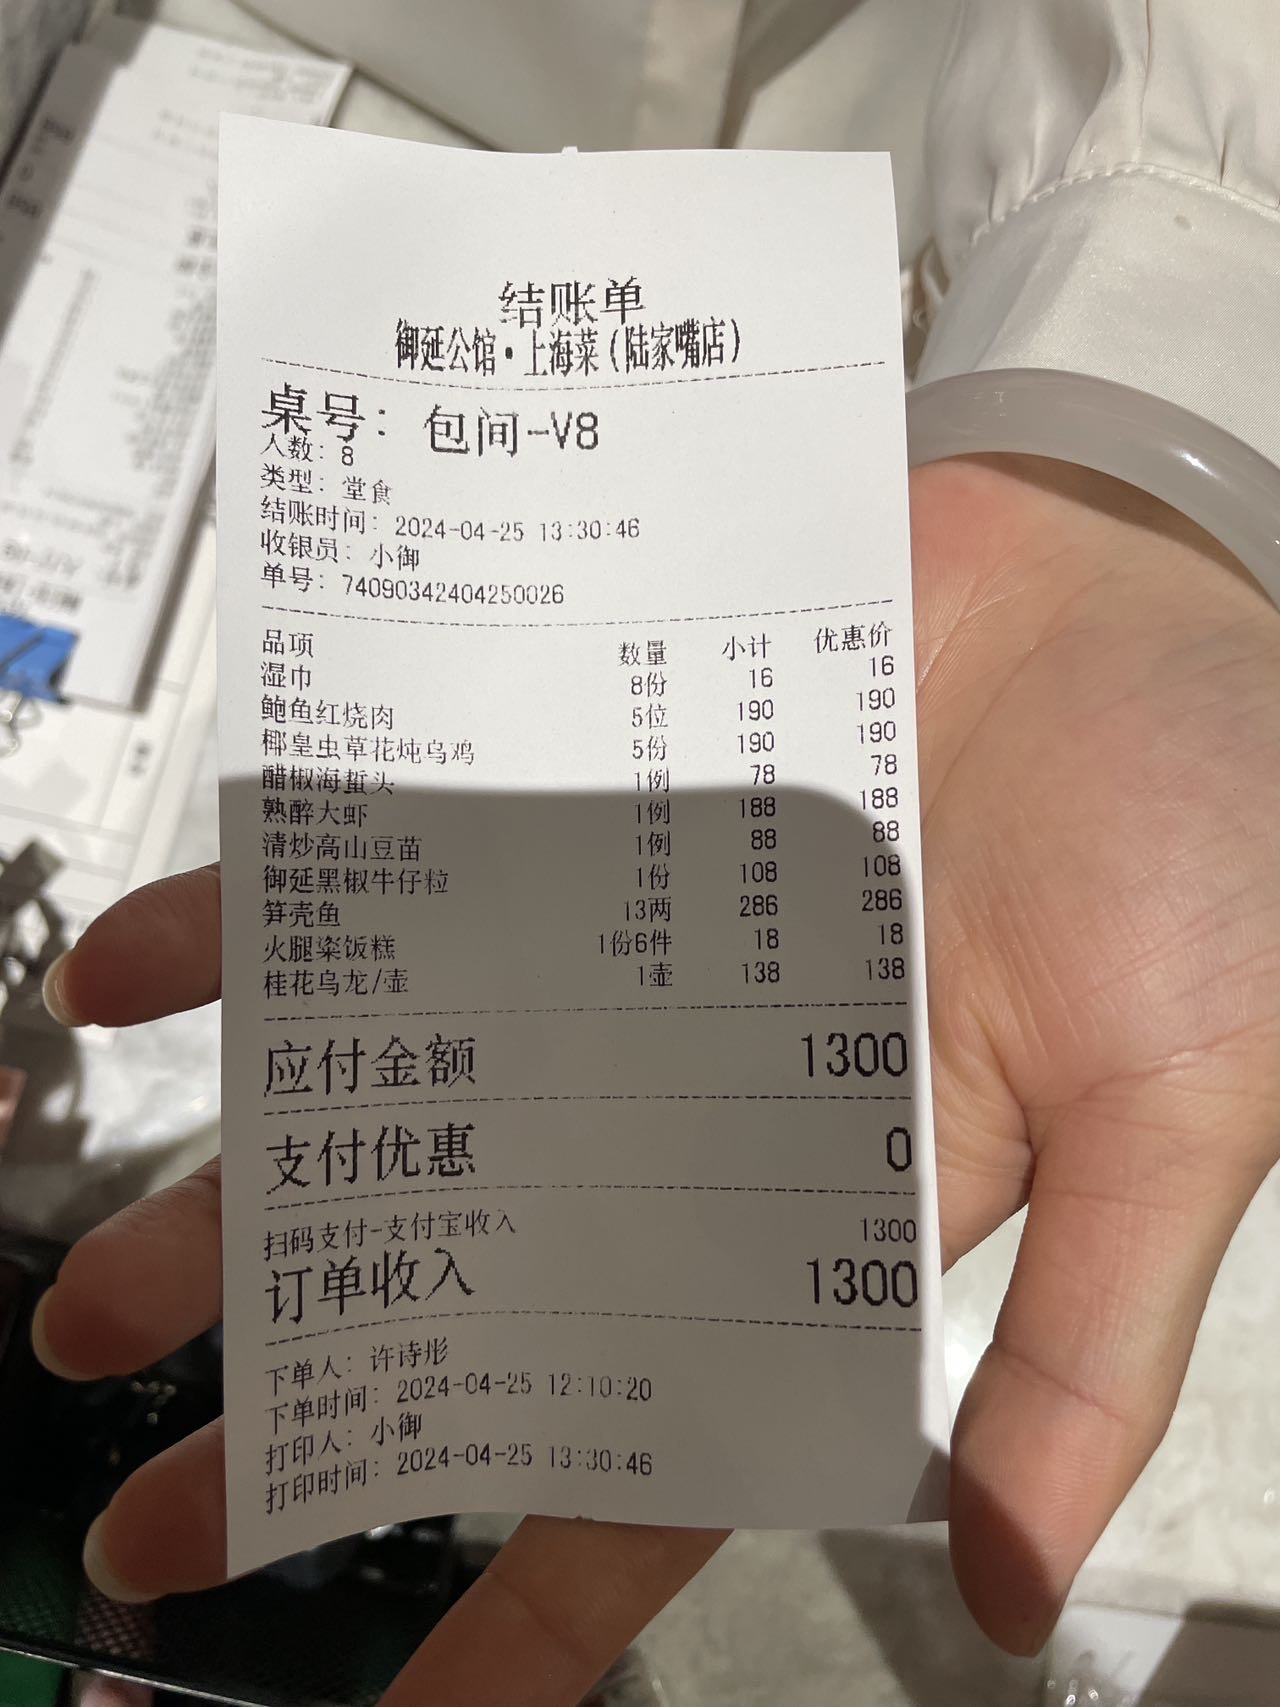 结账单
御延公馆·上海菜(陆家嘴店)
桌号: 包间-V8
人数: 8
类型: 堂食
结账时间: 2024-04-25 13:30:46
收银员: 小御
单号: 74090342404250026
品项 数量 小计 优惠价
湿巾 8份 16 16
鲍鱼红烧肉 5位 190 190
椰皇虫草花炖乌鸡 5份 190 190
醋椒海蜇头 1例 78 78
熟醉大虾 1例 188 188
清炒高山豆苗 1例 88 88
御延黑椒牛仔粒 1份 108 108
笋壳鱼 13两 286 286
火腿粢饭糕 1份6件 18 18
桂花乌龙/壶 1壶 138 138
应付金额 1300
支付优惠 0
扫码支付-支付宝收入 1300
订单收入 1300
下单人: 许诗彤
下单时间: 2024-04-25 12:10:20
打印人: 小御
打印时间: 2024-04-25 13:30:46